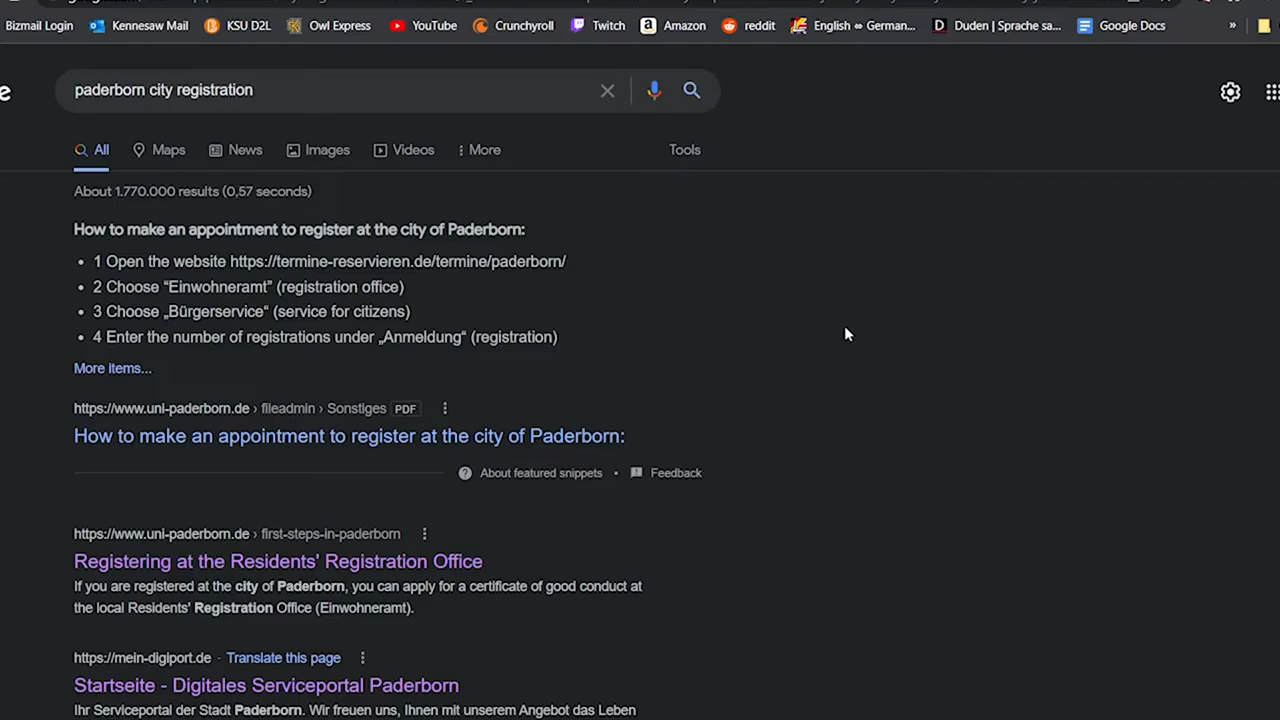 Bizmail Login Kennesaw Mail KSU D2L Owl Express YouTube Crunchyroll Twitch Amazon reddit English ⇔ German... Duden | Sprache sa... Google Docs »
e paderborn city registration
All Maps News Images Videos More Tools
About 1.770.000 results (0,57 seconds)
How to make an appointment to register at the city of Paderborn:
• 1 Open the website https://termine-reservieren.de/termine/paderborn/
• 2 Choose “Einwohneramt” (registration office)
• 3 Choose „Bürgerservice“ (service for citizens)
• 4 Enter the number of registrations under „Anmeldung“ (registration)
More items...
https://www.uni-paderborn.de › fileadmin › Sonstiges PDF
How to make an appointment to register at the city of Paderborn:
About featured snippets • Feedback
https://www.uni-paderborn.de › first-steps-in-paderborn
Registering at the Residents' Registration Office
If you are registered at the city of Paderborn, you can apply for a certificate of good conduct at
the local Residents' Registration Office (Einwohneramt).
https://mein-digiport.de · Translate this page
Startseite - Digitales Serviceportal Paderborn
Ihr Serviceportal der Stadt Paderborn. Wir freuen uns, Ihnen mit unserem Angebot das Leben